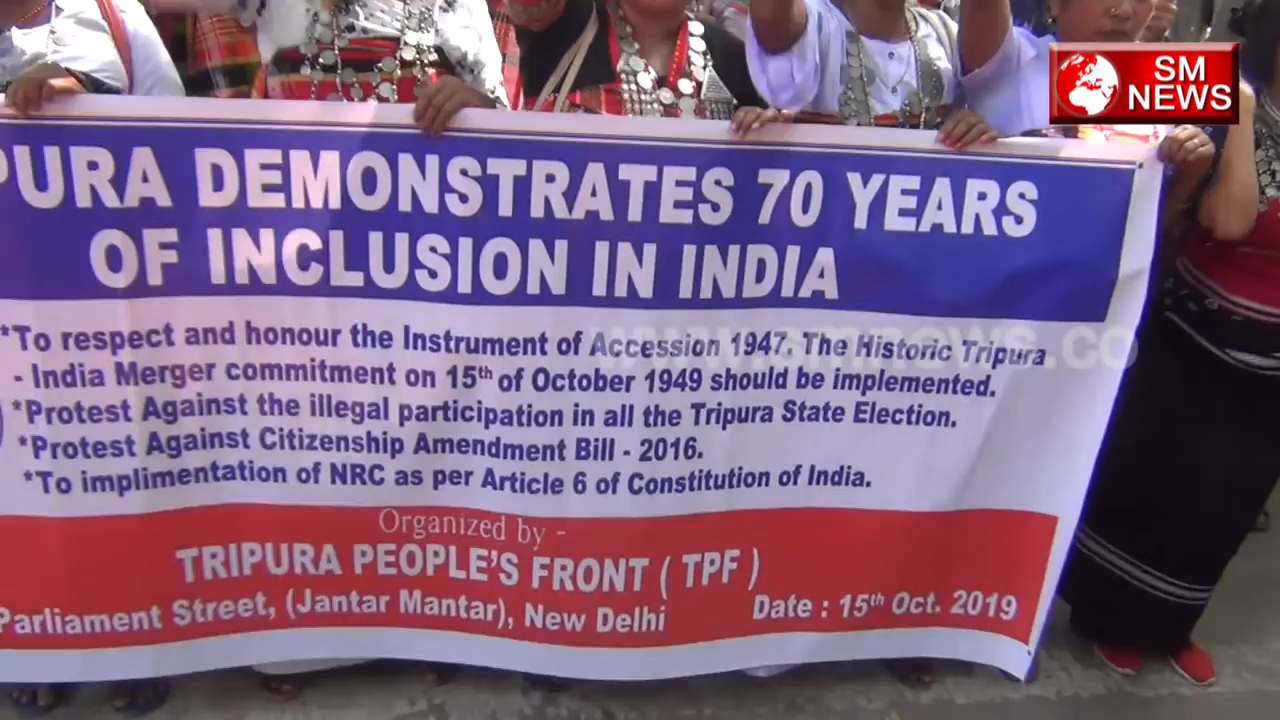 SM
NEWS
PURA DEMONSTRATES 70 YEARS
OF INCLUSION IN INDIA
*To respect and honour the Instrument of Accession 1947. The Historic Tripura
- India Merger commitment on 15th of October 1949 should be implemented.
*Protest Against the illegal participation in all the Tripura State Election.
*Protest Against Citizenship Amendment Bill - 2016.
*To implimentation of NRC as per Article 6 of Constitution of India.
Organized by -
TRIPURA PEOPLE'S FRONT ( TPF )
Parliament Street, (Jantar Mantar), New Delhi
Date : 15th Oct. 2019